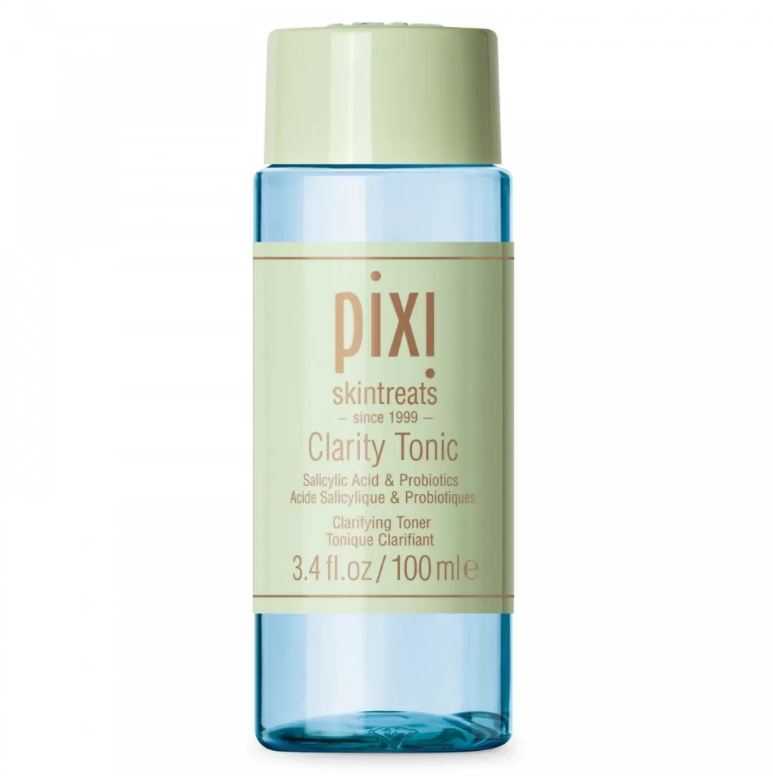 pixi
skintreats
– since 1999 –
Clarity Tonic
Salicylic Acid & Probiotics
Acide Salicylique & Probiotiques
Clarifying Toner
Tonique Clarifiant
3.4 fl.oz / 100 ml e